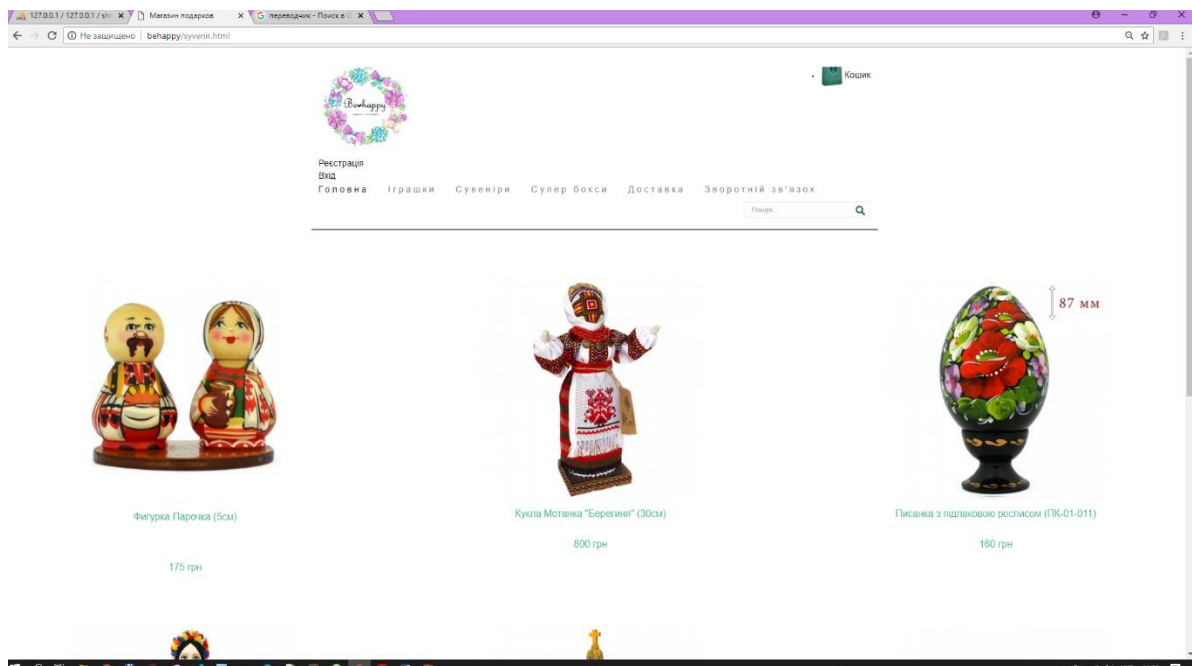 127.0.0.1 / 127.0.0.1 / sh
Магазин подарков
переводчик - Поиск в G
Не защищено | behappy/syvenir.html
Кошик
Be♥happy
Реєстрація
Вхід
Головна Іграшки Сувеніри Супер бокси Доставка Зворотній зв'язок
Пошук...
87 мм
Фигурка Парочка (5см)
Кукла Мотанка "Берегиня" (30см)
Писанка з підлаковою росписом (ПК-01-011)
175 грн
800 грн
160 грн